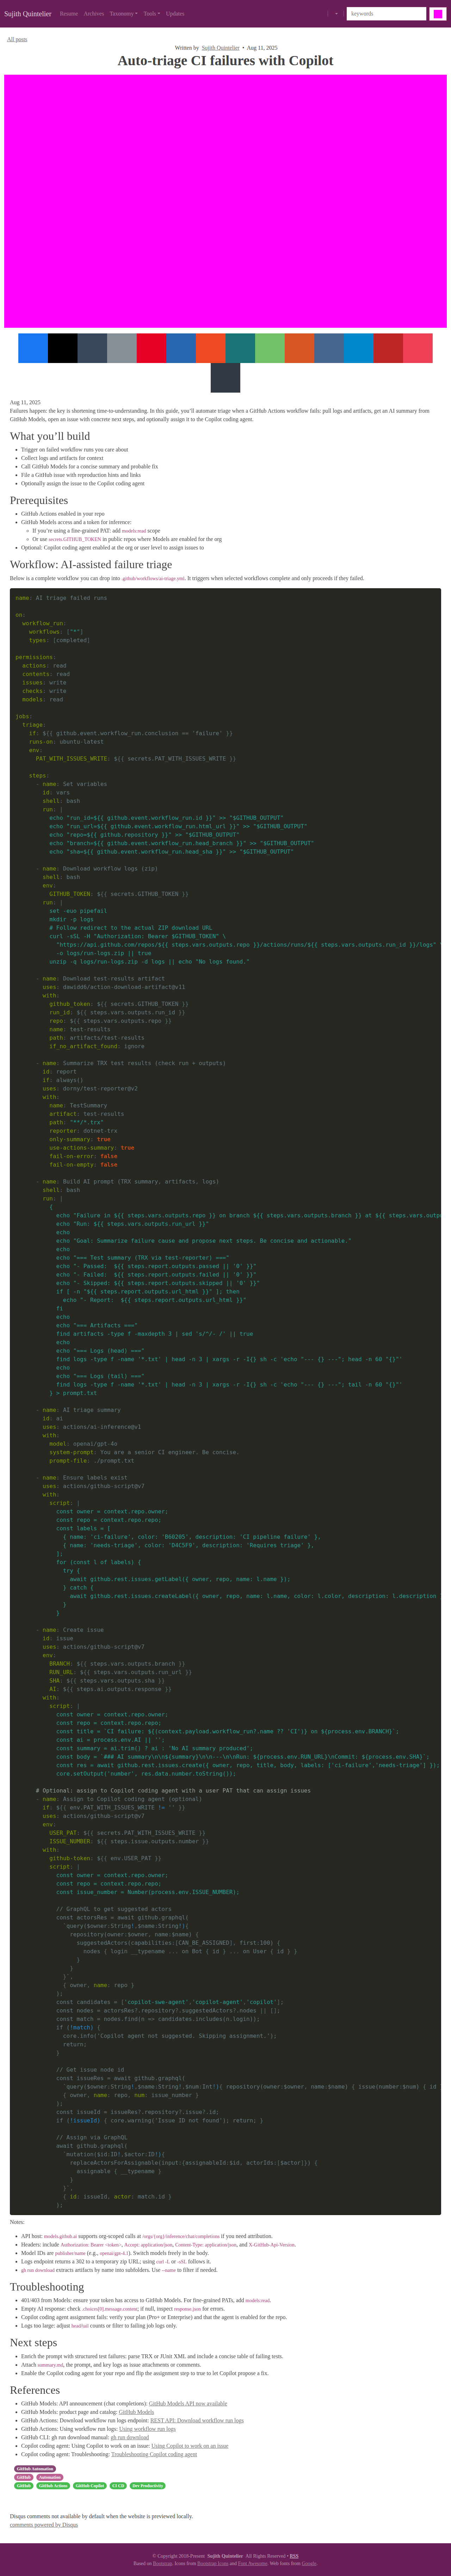 Sujith Quintelier Resume Archives Taxonomy Tools Updates keywords
All posts
Written by Sujith Quintelier • Aug 11, 2025
Auto-triage CI failures with Copilot
Aug 11, 2025
Failures happen: the key is shortening time-to-understanding. In this guide, you’ll automate triage when a GitHub Actions workflow fails: pull logs and artifacts, get an AI summary from
GitHub Models, open an issue with concrete next steps, and optionally assign it to the Copilot coding agent.
What you’ll build
Trigger on failed workflow runs you care about
Collect logs and artifacts for context
Call GitHub Models for a concise summary and probable fix
File a GitHub issue with reproduction hints and links
Optionally assign the issue to the Copilot coding agent
Prerequisites
GitHub Actions enabled in your repo
GitHub Models access and a token for inference:
If you’re using a fine-grained PAT: add models:read scope
Or use secrets.GITHUB_TOKEN in public repos where Models are enabled for the org
Optional: Copilot coding agent enabled at the org or user level to assign issues to
Workflow: AI-assisted failure triage
Below is a complete workflow you can drop into .github/workflows/ai-triage.yml. It triggers when selected workflows complete and only proceeds if they failed.
name: AI triage failed runs
on:
workflow_run:
workflows: ["*"]
types: [completed]
permissions:
actions: read
contents: read
issues: write
checks: write
models: read
jobs:
triage:
if: ${{ github.event.workflow_run.conclusion == 'failure' }}
runs-on: ubuntu-latest
env:
PAT_WITH_ISSUES_WRITE: ${{ secrets.PAT_WITH_ISSUES_WRITE }}
steps:
- name: Set variables
id: vars
shell: bash
run: |
echo "run_id=${{ github.event.workflow_run.id }}" >> "$GITHUB_OUTPUT"
echo "run_url=${{ github.event.workflow_run.html_url }}" >> "$GITHUB_OUTPUT"
echo "repo=${{ github.repository }}" >> "$GITHUB_OUTPUT"
echo "branch=${{ github.event.workflow_run.head_branch }}" >> "$GITHUB_OUTPUT"
echo "sha=${{ github.event.workflow_run.head_sha }}" >> "$GITHUB_OUTPUT"
- name: Download workflow logs (zip)
shell: bash
env:
GITHUB_TOKEN: ${{ secrets.GITHUB_TOKEN }}
run: |
set -euo pipefail
mkdir -p logs
# Follow redirect to the actual ZIP download URL
curl -sSL -H "Authorization: Bearer $GITHUB_TOKEN" \
"https://api.github.com/repos/${{ steps.vars.outputs.repo }}/actions/runs/${{ steps.vars.outputs.run_id }}/logs" \
-o logs/run-logs.zip || true
unzip -q logs/run-logs.zip -d logs || echo "No logs found."
- name: Download test-results artifact
uses: dawidd6/action-download-artifact@v11
with:
github_token: ${{ secrets.GITHUB_TOKEN }}
run_id: ${{ steps.vars.outputs.run_id }}
repo: ${{ steps.vars.outputs.repo }}
name: test-results
path: artifacts/test-results
if_no_artifact_found: ignore
- name: Summarize TRX test results (check run + outputs)
id: report
if: always()
uses: dorny/test-reporter@v2
with:
name: TestSummary
artifact: test-results
path: "**/*.trx"
reporter: dotnet-trx
only-summary: true
use-actions-summary: true
fail-on-error: false
fail-on-empty: false
- name: Build AI prompt (TRX summary, artifacts, logs)
shell: bash
run: |
{
echo "Failure in ${{ steps.vars.outputs.repo }} on branch ${{ steps.vars.outputs.branch }} at ${{ steps.vars.outpu
echo "Run: ${{ steps.vars.outputs.run_url }}"
echo
echo "Goal: Summarize failure cause and propose next steps. Be concise and actionable."
echo
echo "=== Test summary (TRX via test-reporter) ==="
echo "- Passed:  ${{ steps.report.outputs.passed || '0' }}"
echo "- Failed:  ${{ steps.report.outputs.failed || '0' }}"
echo "- Skipped: ${{ steps.report.outputs.skipped || '0' }}"
if [ -n "${{ steps.report.outputs.url_html }}" ]; then
echo "- Report:  ${{ steps.report.outputs.url_html }}"
fi
echo
echo "=== Artifacts ==="
find artifacts -type f -maxdepth 3 | sed 's/^/- /' || true
echo
echo "=== Logs (head) ==="
find logs -type f -name '*.txt' | head -n 3 | xargs -r -I{} sh -c 'echo "--- {} ---"; head -n 60 "{}"'
echo
echo "=== Logs (tail) ==="
find logs -type f -name '*.txt' | head -n 3 | xargs -r -I{} sh -c 'echo "--- {} ---"; tail -n 60 "{}"'
} > prompt.txt
- name: AI triage summary
id: ai
uses: actions/ai-inference@v1
with:
model: openai/gpt-4o
system-prompt: You are a senior CI engineer. Be concise.
prompt-file: ./prompt.txt
- name: Ensure labels exist
uses: actions/github-script@v7
with:
script: |
const owner = context.repo.owner;
const repo = context.repo.repo;
const labels = [
{ name: 'ci-failure', color: 'B60205', description: 'CI pipeline failure' },
{ name: 'needs-triage', color: 'D4C5F9', description: 'Requires triage' },
];
for (const l of labels) {
try {
await github.rest.issues.getLabel({ owner, repo, name: l.name });
} catch {
await github.rest.issues.createLabel({ owner, repo, name: l.name, color: l.color, description: l.description
}
}
- name: Create issue
id: issue
uses: actions/github-script@v7
env:
BRANCH: ${{ steps.vars.outputs.branch }}
RUN_URL: ${{ steps.vars.outputs.run_url }}
SHA: ${{ steps.vars.outputs.sha }}
AI: ${{ steps.ai.outputs.response }}
with:
script: |
const owner = context.repo.owner;
const repo = context.repo.repo;
const title = `CI failure: ${(context.payload.workflow_run?.name ?? 'CI')} on ${process.env.BRANCH}`;
const ai = process.env.AI || '';
const summary = ai.trim() ? ai : 'No AI summary produced';
const body = `### AI summary\n\n${summary}\n\n---\n\nRun: ${process.env.RUN_URL}\nCommit: ${process.env.SHA}`;
const res = await github.rest.issues.create({ owner, repo, title, body, labels: ['ci-failure','needs-triage'] });
core.setOutput('number', res.data.number.toString());
# Optional: assign to Copilot coding agent with a user PAT that can assign issues
- name: Assign to Copilot coding agent (optional)
if: ${{ env.PAT_WITH_ISSUES_WRITE != '' }}
uses: actions/github-script@v7
env:
USER_PAT: ${{ secrets.PAT_WITH_ISSUES_WRITE }}
ISSUE_NUMBER: ${{ steps.issue.outputs.number }}
with:
github-token: ${{ env.USER_PAT }}
script: |
const owner = context.repo.owner;
const repo = context.repo.repo;
const issue_number = Number(process.env.ISSUE_NUMBER);
// GraphQL to get suggested actors
const actorsRes = await github.graphql(
`query($owner:String!,$name:String!){
repository(owner:$owner, name:$name) {
suggestedActors(capabilities:[CAN_BE_ASSIGNED], first:100) {
nodes { login __typename ... on Bot { id } ... on User { id } }
}
}
}`,
{ owner, name: repo }
);
const candidates = ['copilot-swe-agent','copilot-agent','copilot'];
const nodes = actorsRes?.repository?.suggestedActors?.nodes || [];
const match = nodes.find(n => candidates.includes(n.login));
if (!match) {
core.info('Copilot agent not suggested. Skipping assignment.');
return;
}
// Get issue node id
const issueRes = await github.graphql(
`query($owner:String!,$name:String!,$num:Int!){ repository(owner:$owner, name:$name) { issue(number:$num) { id
{ owner, name: repo, num: issue_number }
);
const issueId = issueRes?.repository?.issue?.id;
if (!issueId) { core.warning('Issue ID not found'); return; }
// Assign via GraphQL
await github.graphql(
`mutation($id:ID!,$actor:ID!){
replaceActorsForAssignable(input:{assignableId:$id, actorIds:[$actor]}) {
assignable { __typename }
}
}`,
{ id: issueId, actor: match.id }
);
Notes:
API host: models.github.ai supports org-scoped calls at /orgs/{org}/inference/chat/completions if you need attribution.
Headers: include Authorization: Bearer <token>, Accept: application/json, Content-Type: application/json, and X-GitHub-Api-Version.
Model IDs are publisher/name (e.g., openai/gpt-4.1). Switch models freely in the body.
Logs endpoint returns a 302 to a temporary zip URL; using curl -L or -sSL follows it.
gh run download extracts artifacts by name into subfolders. Use --name to filter if needed.
Troubleshooting
401/403 from Models: ensure your token has access to GitHub Models. For fine-grained PATs, add models:read.
Empty AI response: check .choices[0].message.content; if null, inspect response.json for errors.
Copilot coding agent assignment fails: verify your plan (Pro+ or Enterprise) and that the agent is enabled for the repo.
Logs too large: adjust head/tail counts or filter to failing job logs only.
Next steps
Enrich the prompt with structured test failures: parse TRX or JUnit XML and include a concise table of failing tests.
Attach summary.md, the prompt, and key logs as issue attachments or comments.
Enable the Copilot coding agent for your repo and flip the assignment step to true to let Copilot propose a fix.
References
GitHub Models: API announcement (chat completions): GitHub Models API now available
GitHub Models: product page and catalog: GitHub Models
GitHub Actions: Download workflow run logs endpoint: REST API: Download workflow run logs
GitHub Actions: Using workflow run logs: Using workflow run logs
GitHub CLI: gh run download manual: gh run download
Copilot coding agent: Using Copilot to work on an issue: Using Copilot to work on an issue
Copilot coding agent: Troubleshooting: Troubleshooting Copilot coding agent
GitHub Automation
GitHub Automation
GitHub GitHub Actions GitHub Copilot CI CD Dev Productivity
Disqus comments not available by default when the website is previewed locally.
comments powered by Disqus
© Copyright 2018-Present. Sujith Quintelier. All Rights Reserved • RSS
Based on Bootstrap. Icons from Bootstrap Icons and Font Awesome. Web fonts from Google.